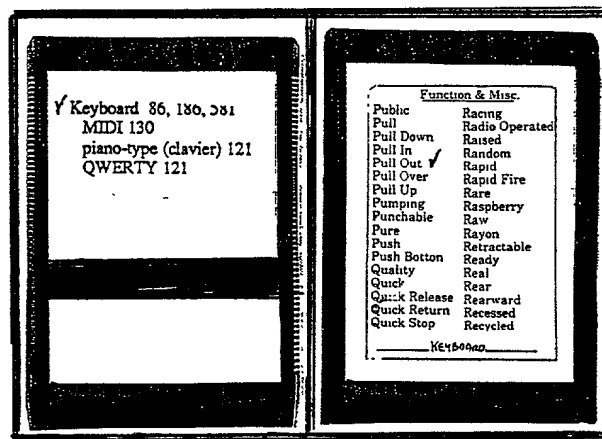 Keyboard 86, 186, 581
MIDI 130
piano-type (clavier) 121
QWERTY 121
Function & Misc.
Public
Pull
Pull Down
Pull In
Pull Out
Pull Over
Pull Up
Pumping
Punchable
Pure
Push
Push Botton
Quality
Quick
Quick Release
Quick Return
Quick Stop
Racing
Radio Operated
Raised
Random
Rapid
Rapid Fire
Rare
Raspberry
Raw
Rayon
Retractable
Ready
Real
Rear
Rearward
Recessed
Recycled
KEYBOARD